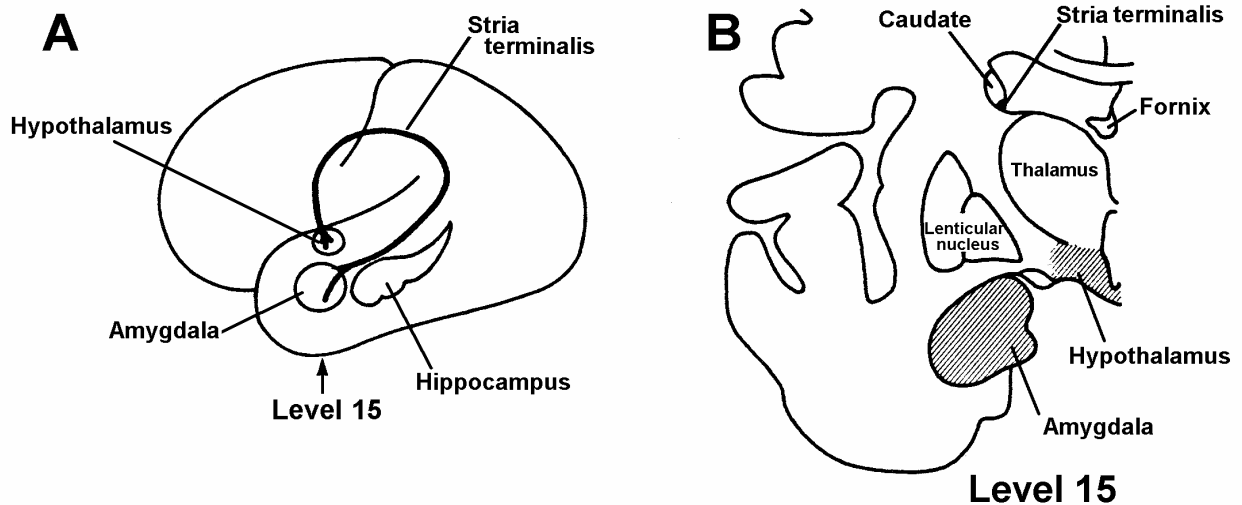 A
Stria
terminalis
Hypothalamus
Amygdala
Hippocampus
Level 15
B
Caudate
Stria terminalis
Fornix
Thalamus
Lenticular
nucleus
Hypothalamus
Amygdala
Level 15